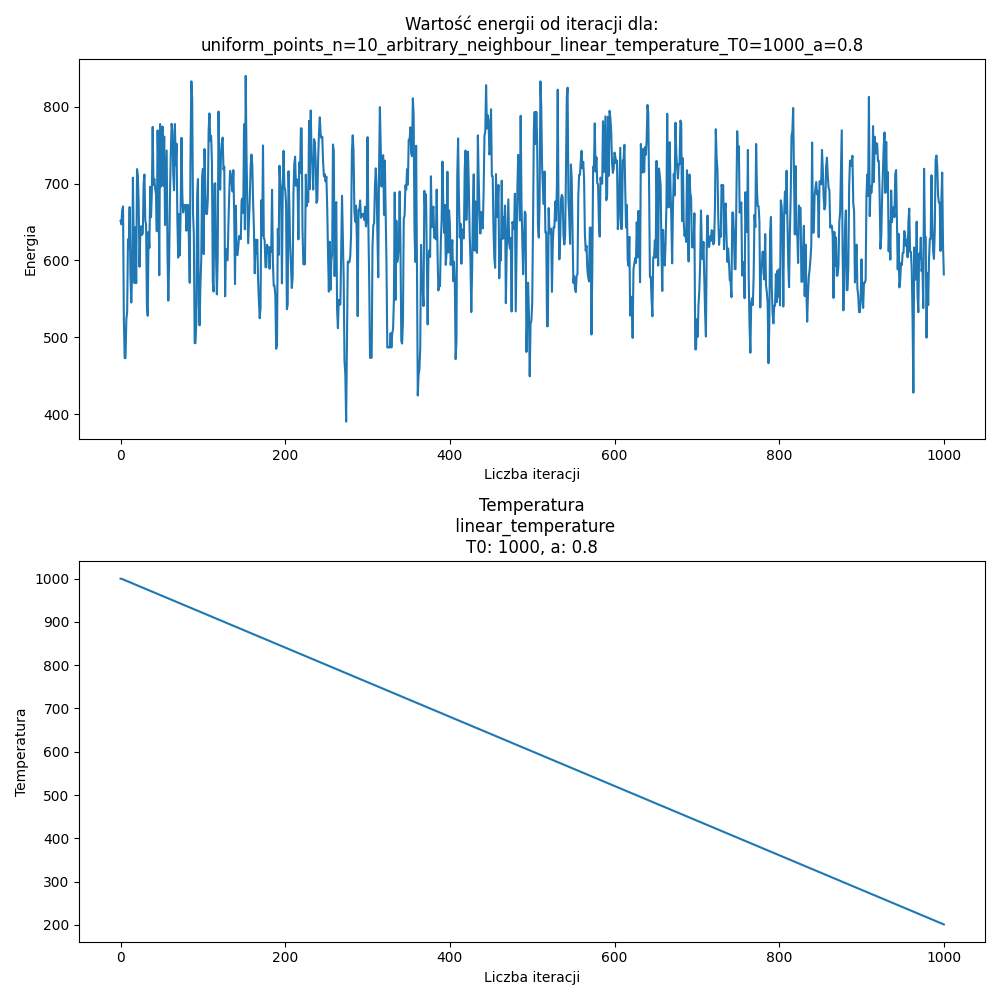 Wartość energii od iteracji dla:
uniform_points_n=10_arbitrary_neighbour_linear_temperature_T0=1000_a=0.8
800
700
600
500
400
Energia
0 200 400 600 800 1000
Liczba iteracji
Temperatura
linear_temperature
T0: 1000, a: 0.8
1000
900
800
700
600
500
400
300
200
Temperatura
0 200 400 600 800 1000
Liczba iteracji